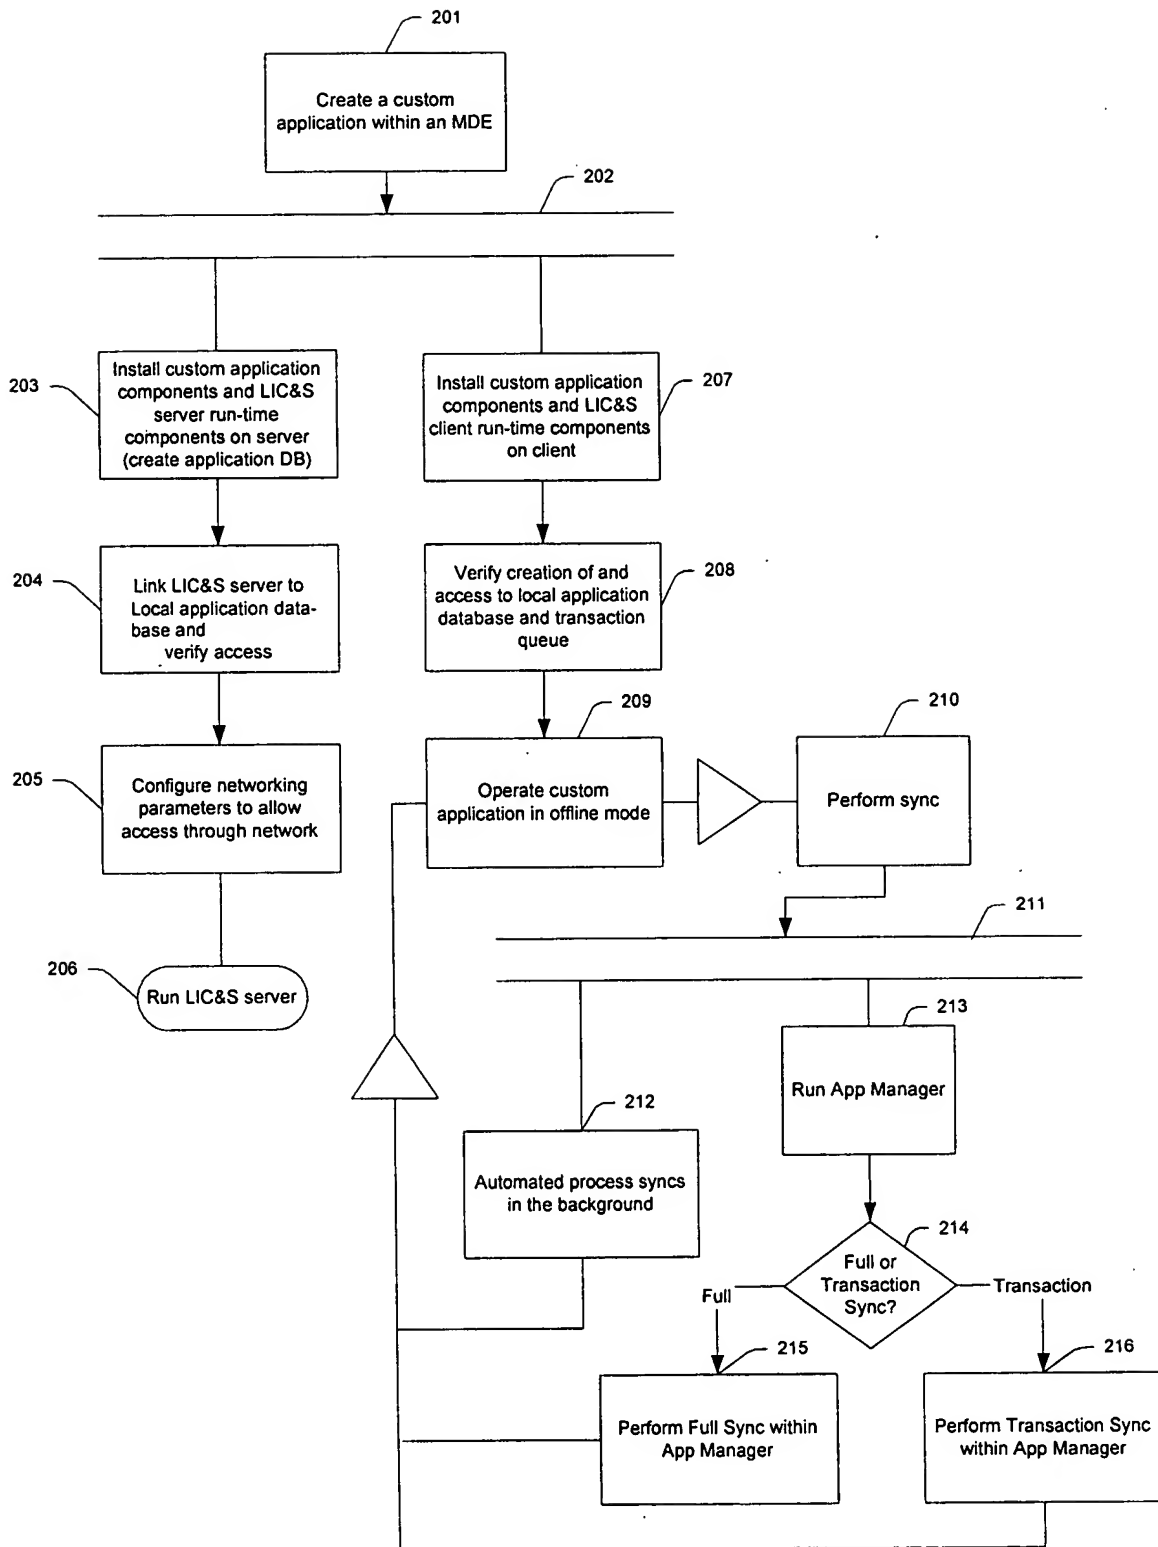 201
Create a custom
application within an MDE
202
203
Install custom application
components and LIC&S
server run-time
components on server
(create application DB)
207
Install custom application
components and LIC&S
client run-time components
on client
204
Link LIC&S server to
Local application data-
base and
verify access
208
Verify creation of and
access to local application
database and transaction
queue
205
Configure networking
parameters to allow
access through network
209
Operate custom
application in offline mode
210
Perform sync
211
206
Run LIC&S server
213
Run App Manager
212
Automated process syncs
in the background
214
Full or
Transaction
Sync?
Full
Transaction
215
Perform Full Sync within
App Manager
216
Perform Transaction Sync
within App Manager